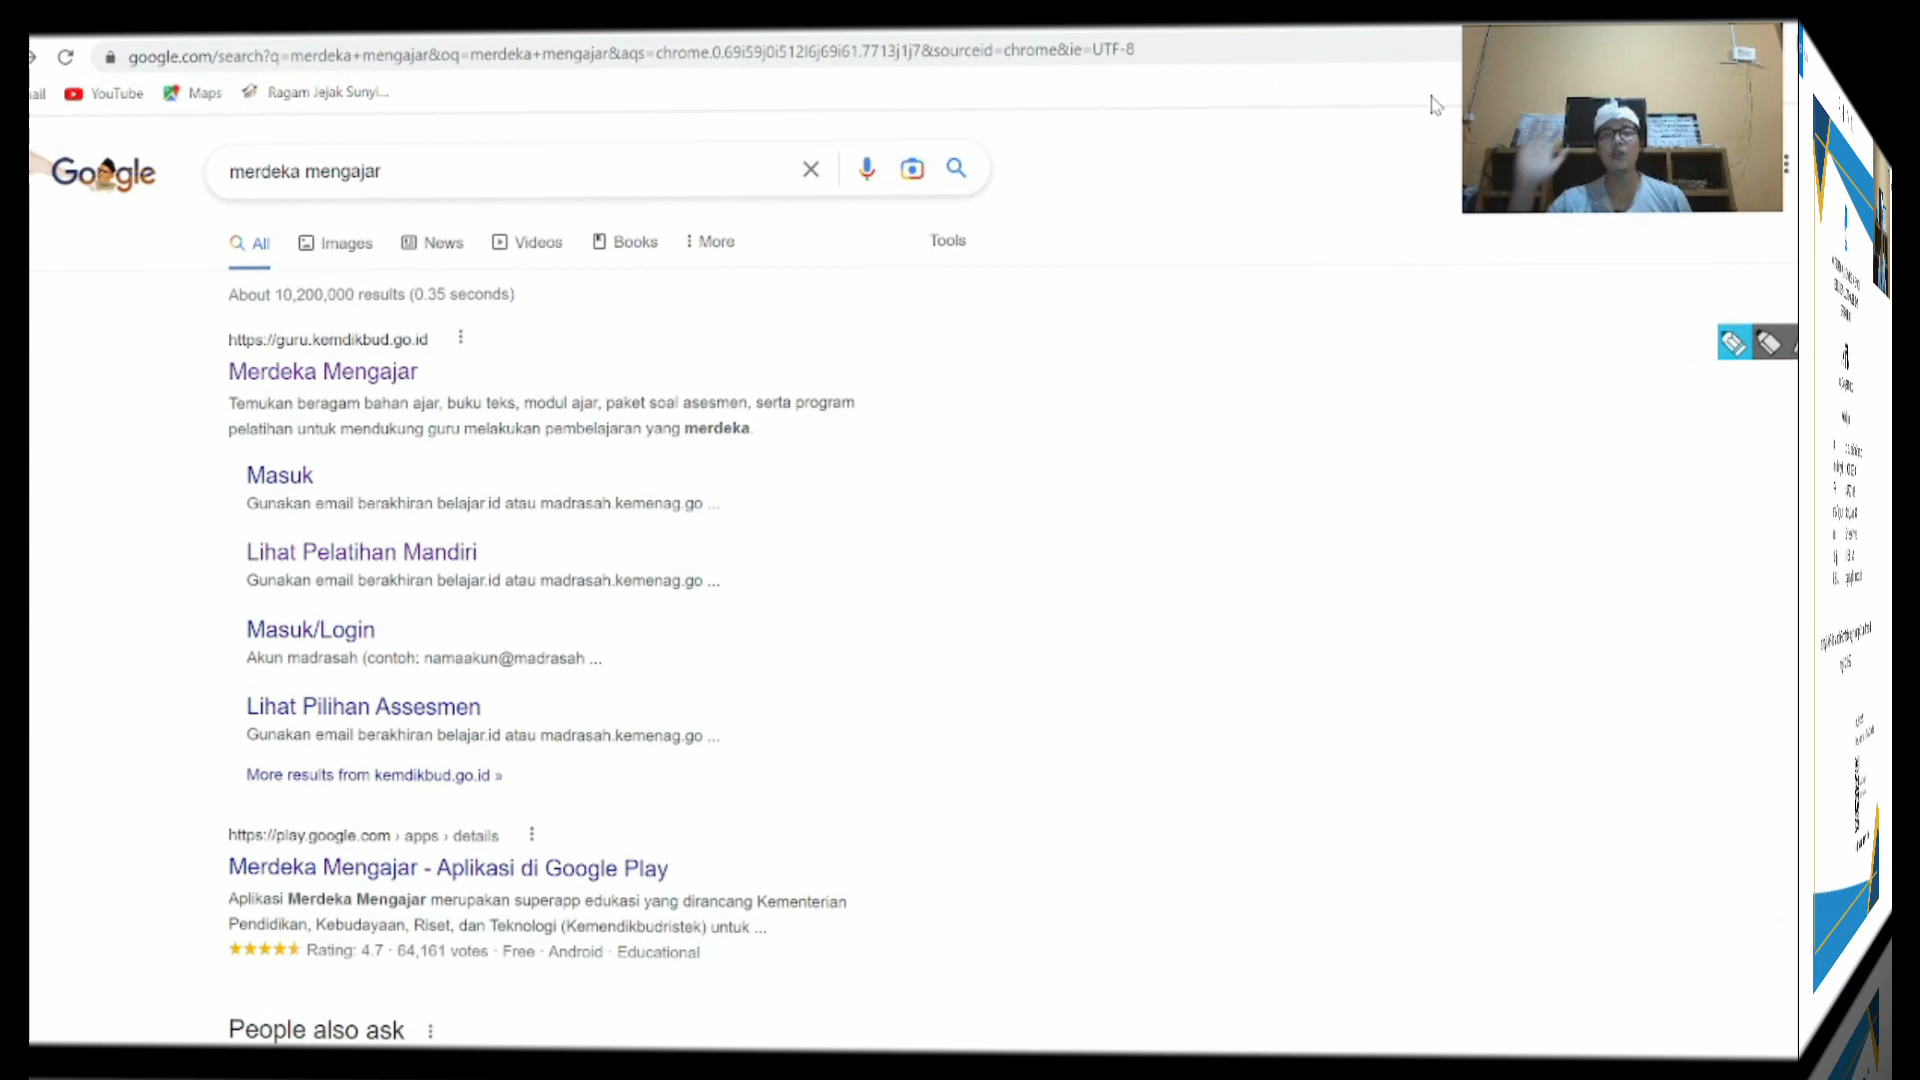 google.com/search?q=merdeka+mengajar&oq=merdeka+mengajar&aqs=chrome.0.69i59j0i512l6j69i61.7713j1j7&sourceid=chrome&ie=UTF-8
YouTube Maps Ragam Jejak Sunyi...
Google
merdeka mengajar
All Images News Videos Books More Tools
About 10,200,000 results (0.35 seconds)
https://guru.kemdikbud.go.id
Merdeka Mengajar
Temukan beragam bahan ajar, buku teks, modul ajar, paket soal asesmen, serta program
pelatihan untuk mendukung guru melakukan pembelajaran yang merdeka.
Masuk
Gunakan email berakhiran belajar.id atau madrasah.kemenag.go ...
Lihat Pelatihan Mandiri
Gunakan email berakhiran belajar.id atau madrasah.kemenag.go ...
Masuk/Login
Akun madrasah (contoh: namaakun@madrasah ...
Lihat Pilihan Assesmen
Gunakan email berakhiran belajar.id atau madrasah.kemenag.go ...
More results from kemdikbud.go.id »
https://play.google.com › apps › details
Merdeka Mengajar - Aplikasi di Google Play
Aplikasi Merdeka Mengajar merupakan superapp edukasi yang dirancang Kementerian
Pendidikan, Kebudayaan, Riset, dan Teknologi (Kemendikbudristek) untuk ...
Rating: 4.7 · 64,161 votes · Free · Android · Educational
People also ask